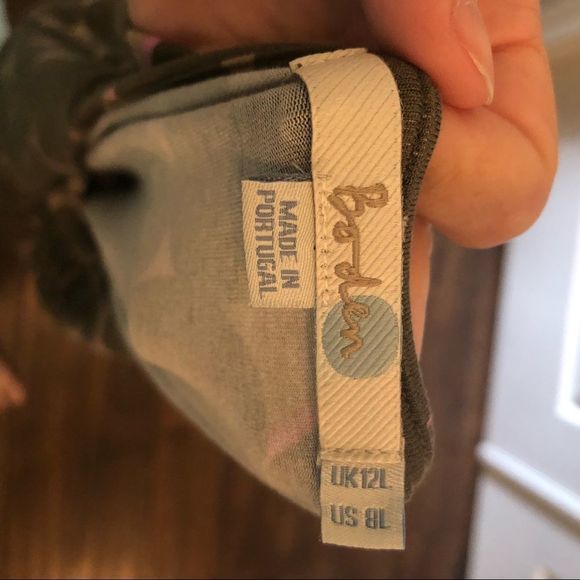 Boden
MADE IN
PORTUGAL
UK12L
US 8L